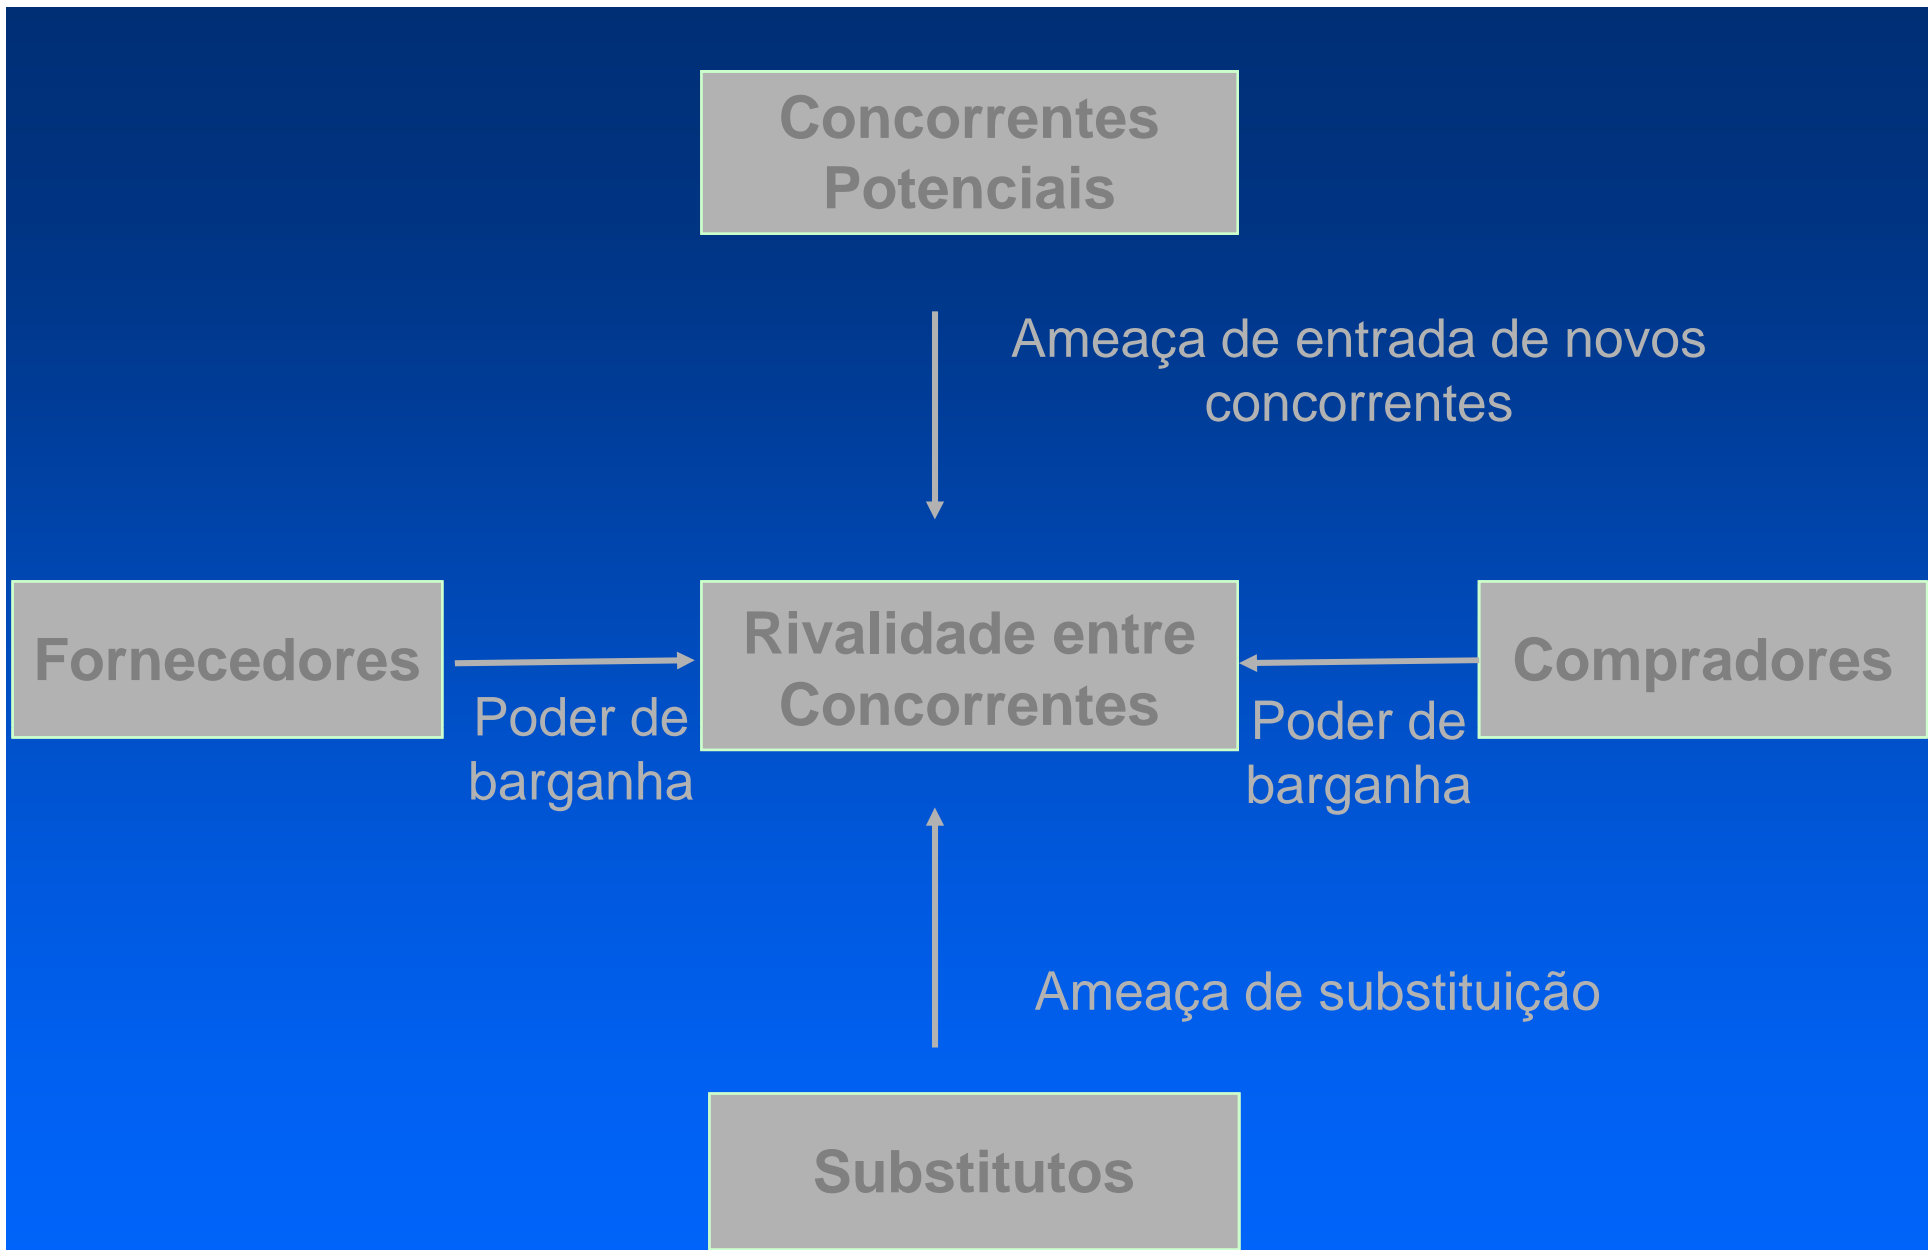 Concorrentes
Potenciais
Ameaça de entrada de novos
concorrentes
Fornecedores
Poder de
barganha
Rivalidade entre
Concorrentes
Poder de
barganha
Compradores
Ameaça de substituição
Substitutos